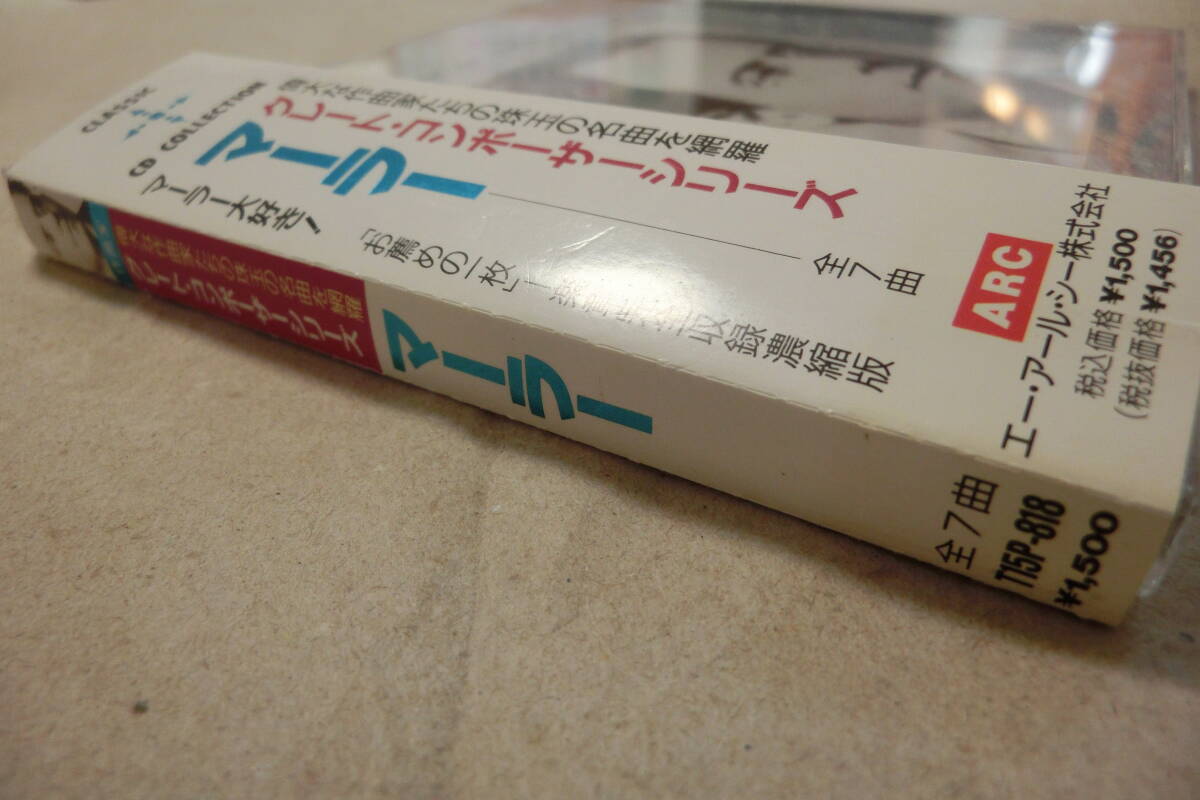 CLASSIC
CD COLLECTION
偉大な作曲家たちの珠玉の名曲を網羅
グレート・コンポーサーシリーズ
マーラー
全7曲
マーラー大好き!
「お薦めの一枚」
収録濃縮版
ARC
エー・アール・シー株式会社
税込価格 ¥1,500
(税抜価格 ¥1,456)
偉大な作曲家たちの珠玉の名曲を網羅
グレート・コンポーサーシリーズ
マーラー
全7曲
T15P-818
¥1,500